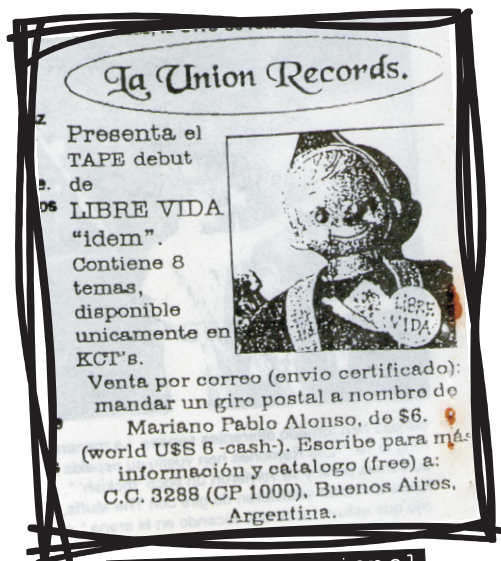 La Union Records.
Presenta el
TAPE debut
de
LIBRE VIDA
"idem".
Contiene 8
temas,
disponible
unicamente en
KCT's.
LIBRE
VIDA
Venta por correo (envio certificado):
mandar un giro postal a nombre de
Mariano Pablo Alonso, de $6.
(world U$S 6.-cash). Escribe para más
información y catalogo (free) a:
C.C. 3288 (CP 1000), Buenos Aires,
Argentina.